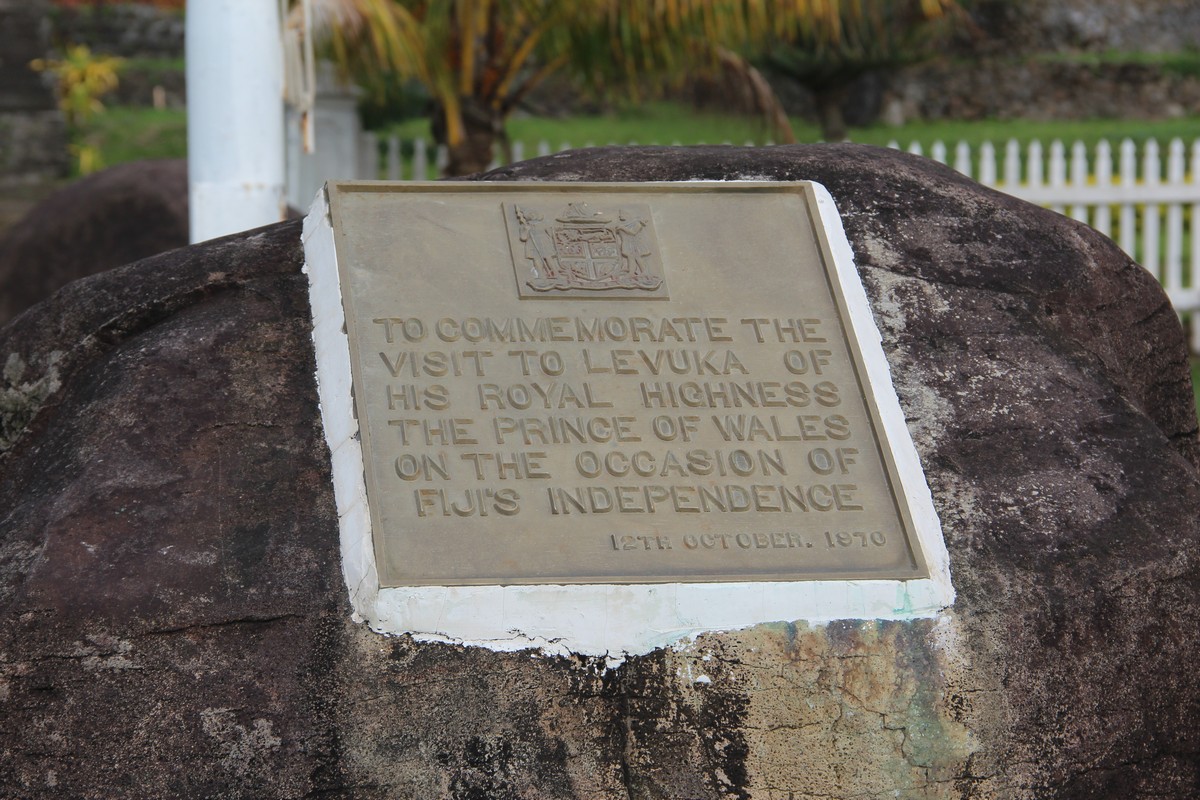 TO COMMEMORATE THE
VISIT TO LEVUKA OF
HIS ROYAL HIGHNESS
THE PRINCE OF WALES
ON THE OCCASION OF
FIJI'S INDEPENDENCE
12TH OCTOBER. 1970